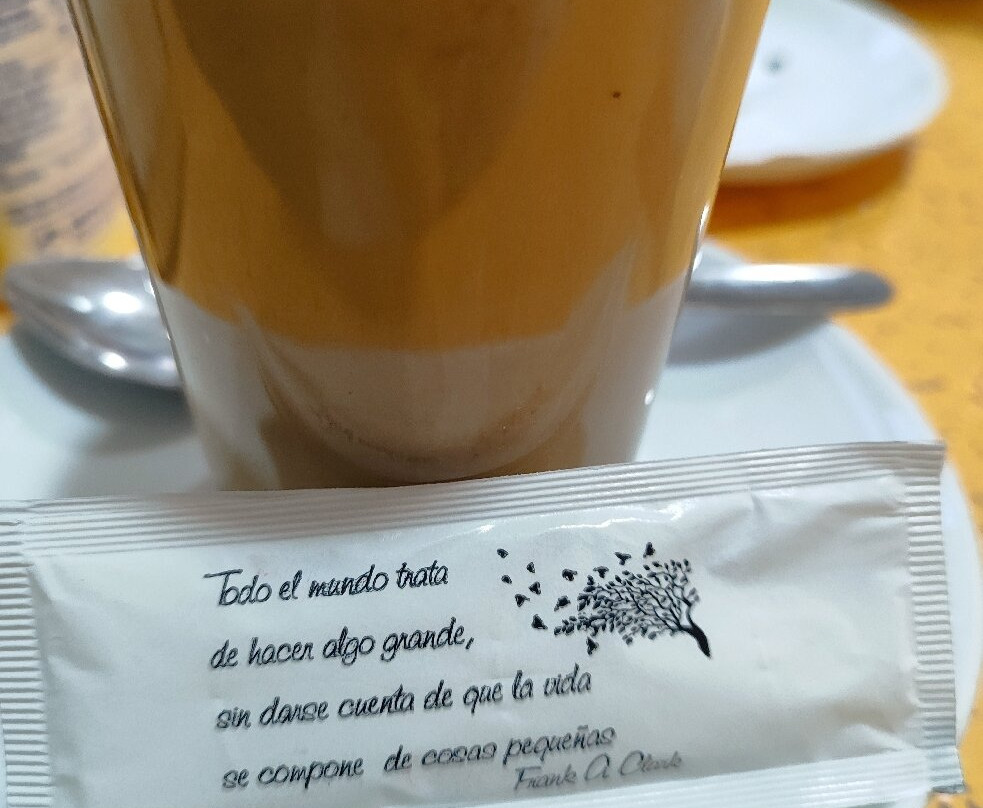 Todo el mundo trata
de hacer algo grande,
sin darse cuenta de que la vida
se compone de cosas pequeñas
Frank A Clark